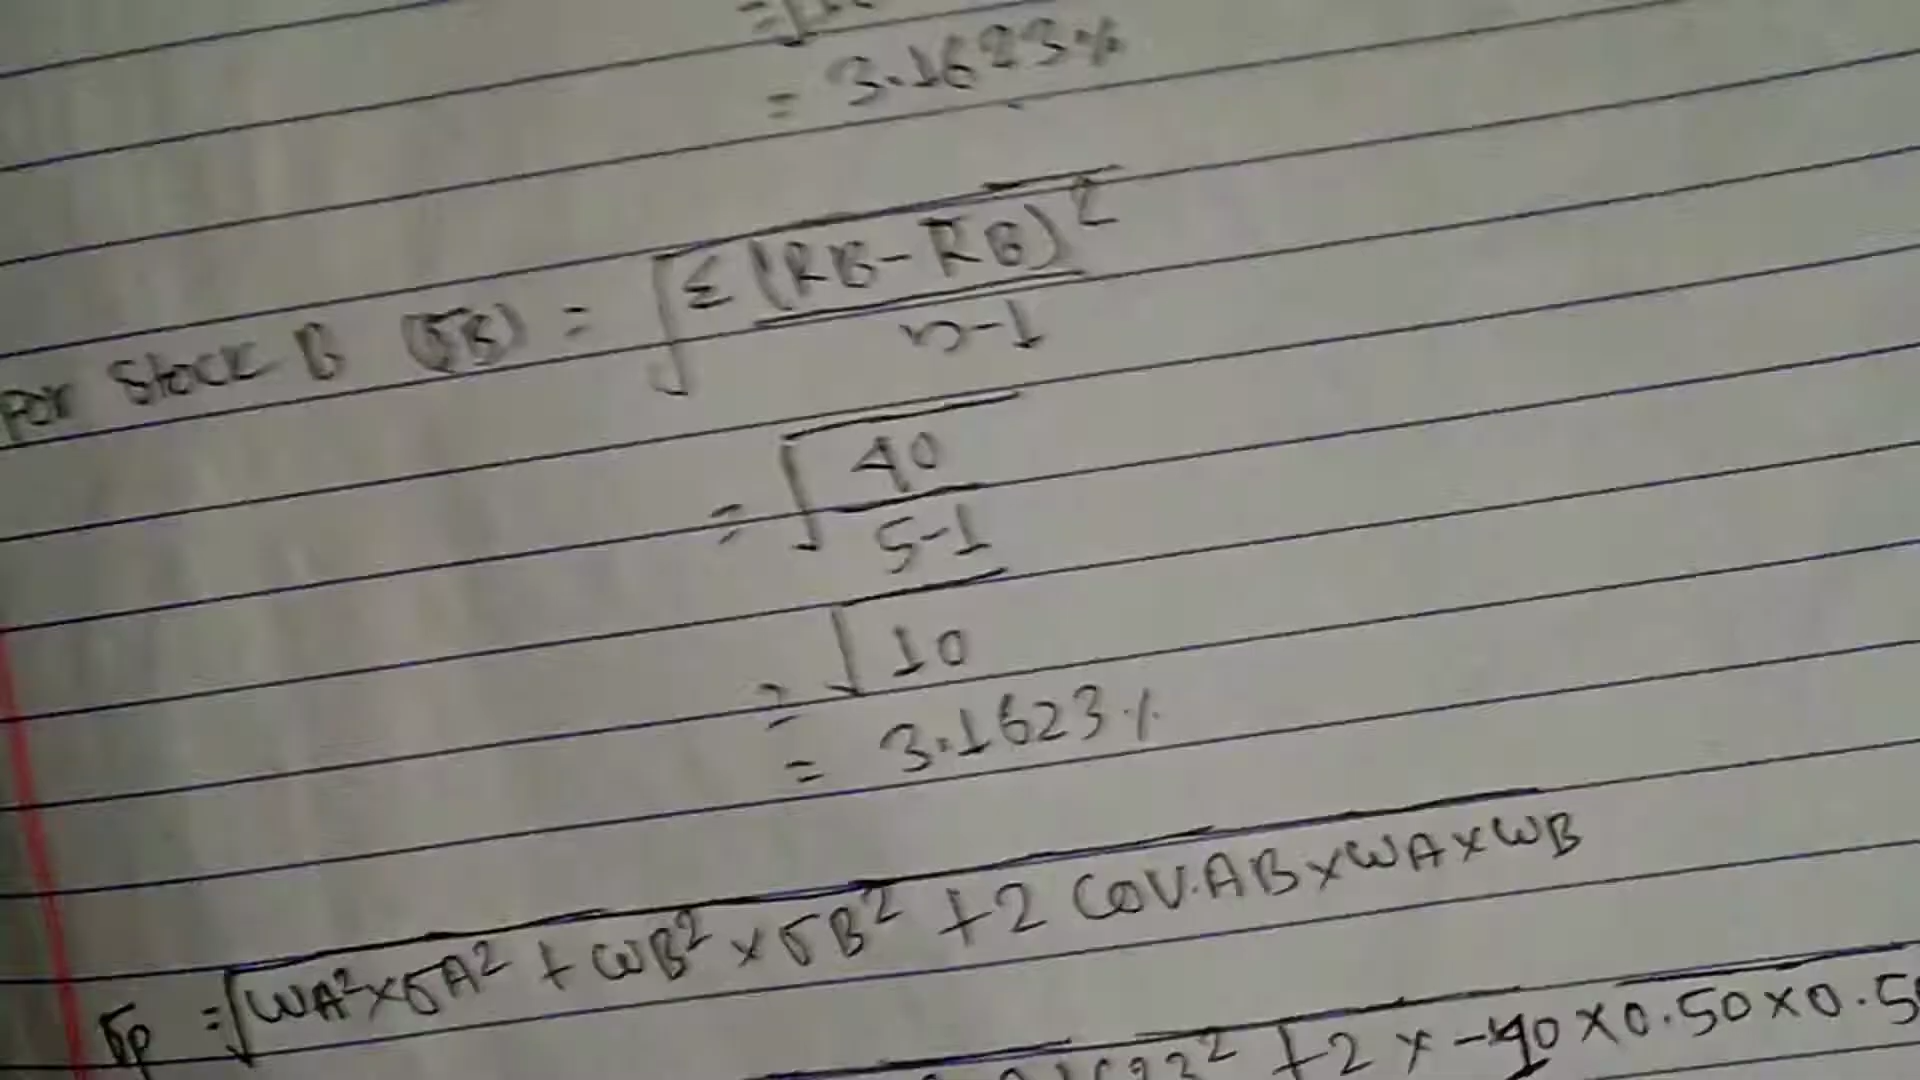 = 3.1623%
For Stock B (σB) = √Σ(RB-R̄B)²
n-1
= √40
5-1
= √10
= 3.1623%
σp = √WA²×σA² + WB²×σB² + 2 COV.AB×WA×WB
² +2×-40×0.50×0.5